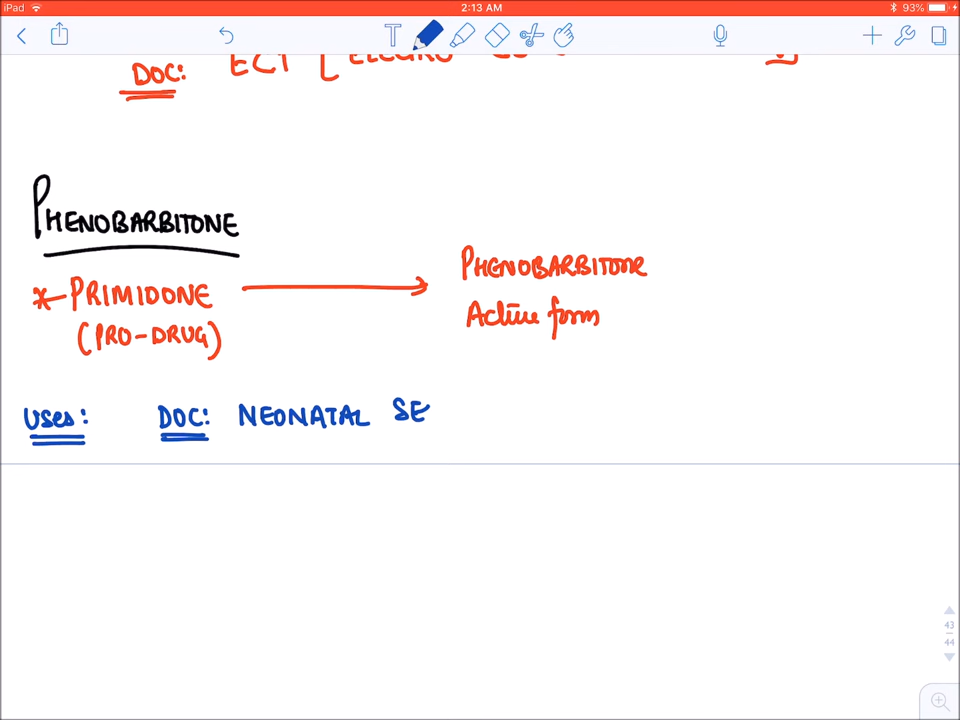 iPad 2:13 AM 93%
T
DOC: ECT [
PHENOBARBITONE
PRIMIDONE PHENOBARBITONE
(PRO-DRUG) Active form
Uses: DOC: NEONATAL SE
43
44